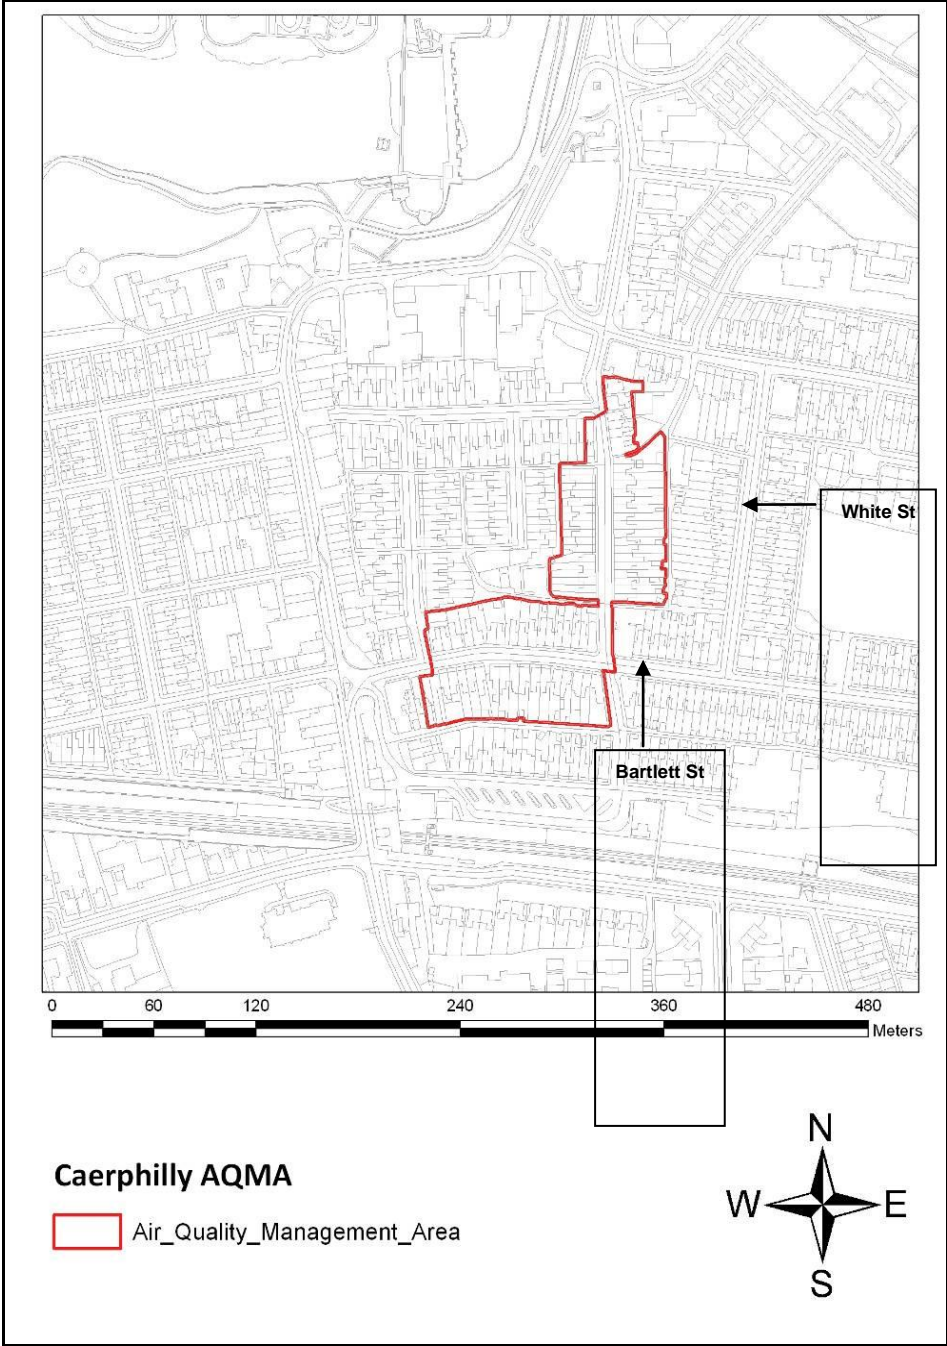 White St
Bartlett St
0 60 120 240 360 480
Meters
N
W E
S
Caerphilly AQMA
Air_Quality_Management_Area